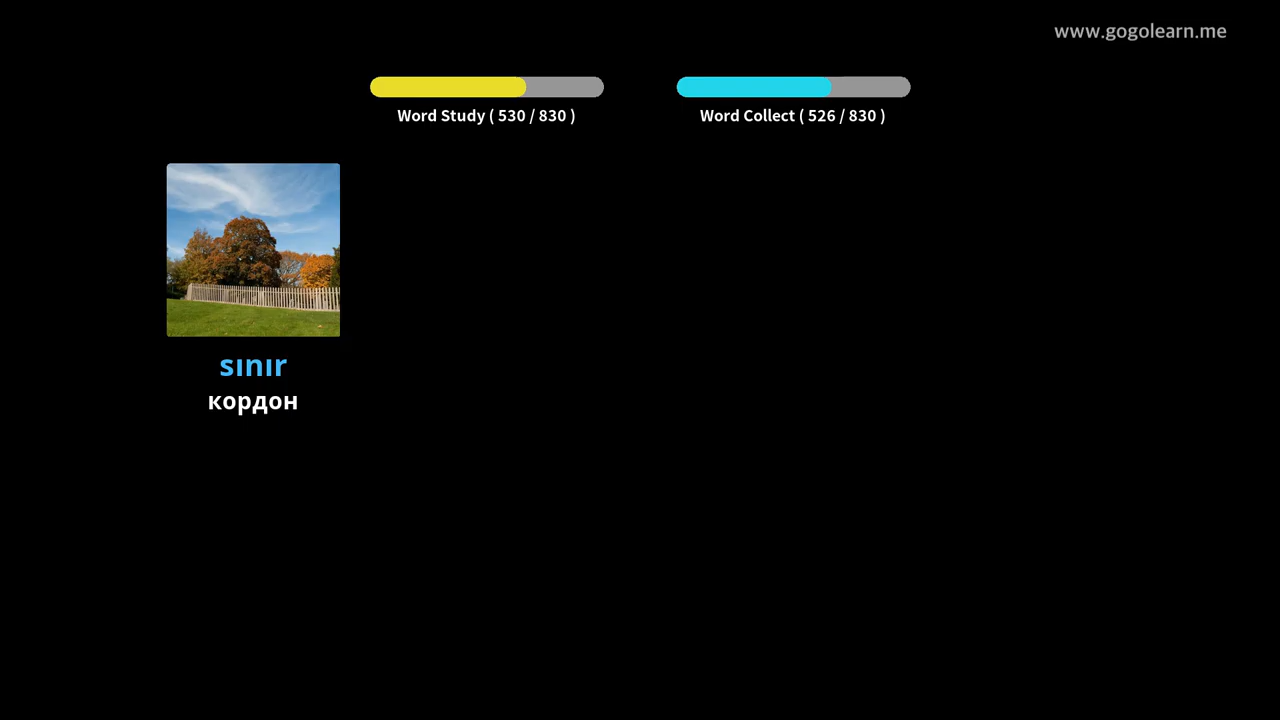 www.gogolearn.me
Word Study ( 530 / 830 )
Word Collect ( 526 / 830 )
sınır
кордон